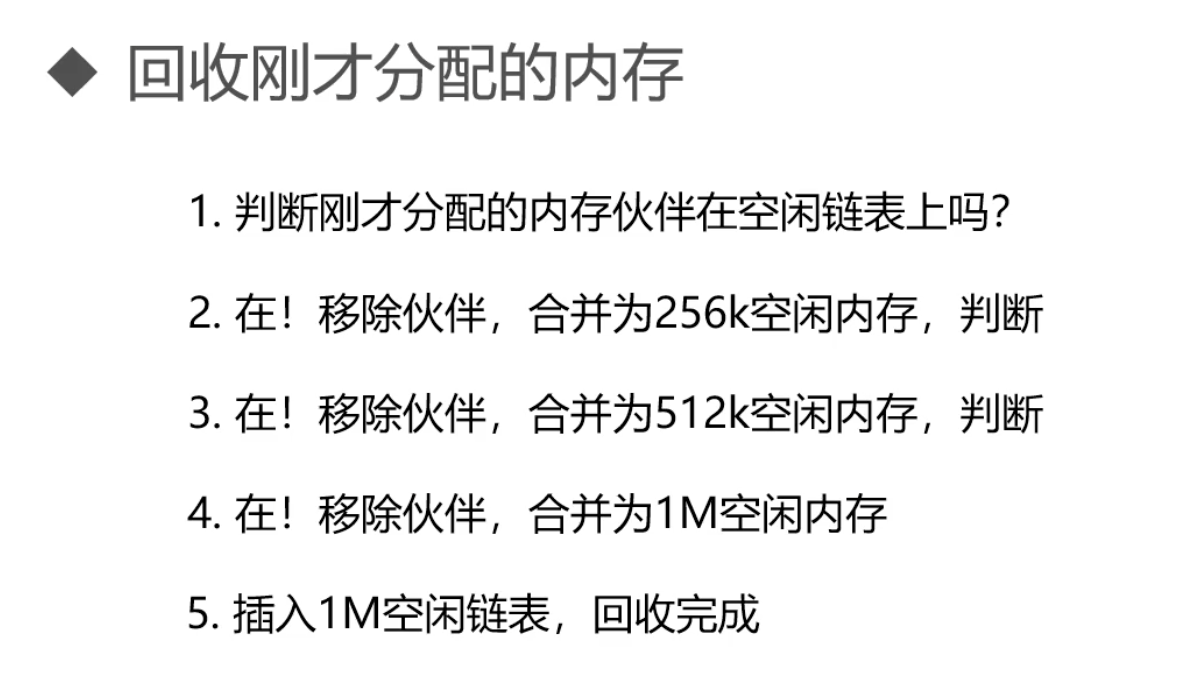 ◆ 回收刚才分配的内存
1. 判断刚才分配的内存伙伴在空闲链表上吗？
2. 在！移除伙伴，合并为256k空闲内存，判断
3. 在！移除伙伴，合并为512k空闲内存，判断
4. 在！移除伙伴，合并为1M空闲内存
5. 插入1M空闲链表，回收完成